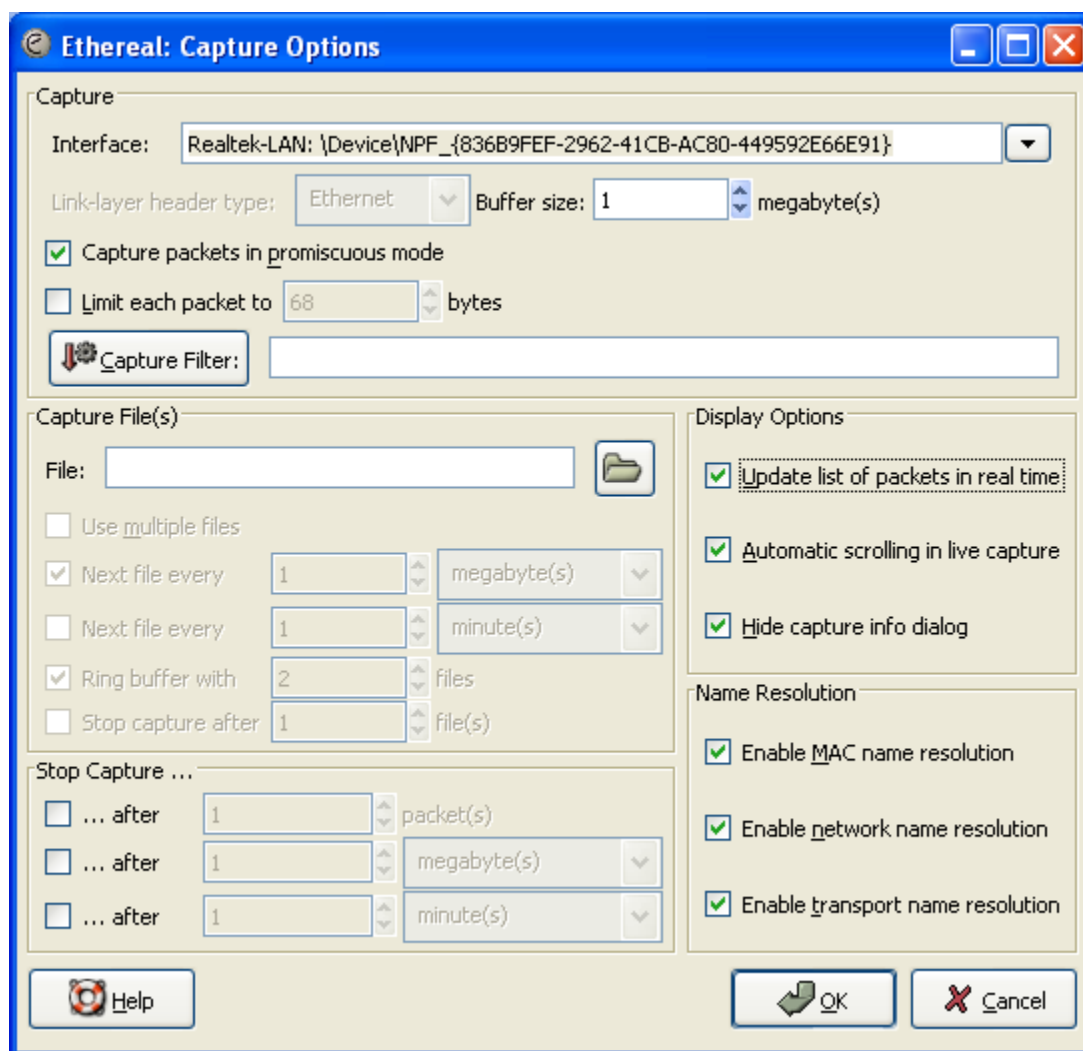 Ethereal: Capture Options
Capture
Interface: Realtek-LAN: \Device\NPF_{836B9FEF-2962-41CB-AC80-449592E66E91}
Link-layer header type: Ethernet Buffer size: 1 megabyte(s)
Capture packets in promiscuous mode
Limit each packet to 68 bytes
Capture Filter:
Capture File(s)
File:
Use multiple files
Next file every 1 megabyte(s)
Next file every 1 minute(s)
Ring buffer with 2 files
Stop capture after 1 file(s)
Stop Capture ...
... after 1 packet(s)
... after 1 megabyte(s)
... after 1 minute(s)
Display Options
Update list of packets in real time
Automatic scrolling in live capture
Hide capture info dialog
Name Resolution
Enable MAC name resolution
Enable network name resolution
Enable transport name resolution
Help OK Cancel